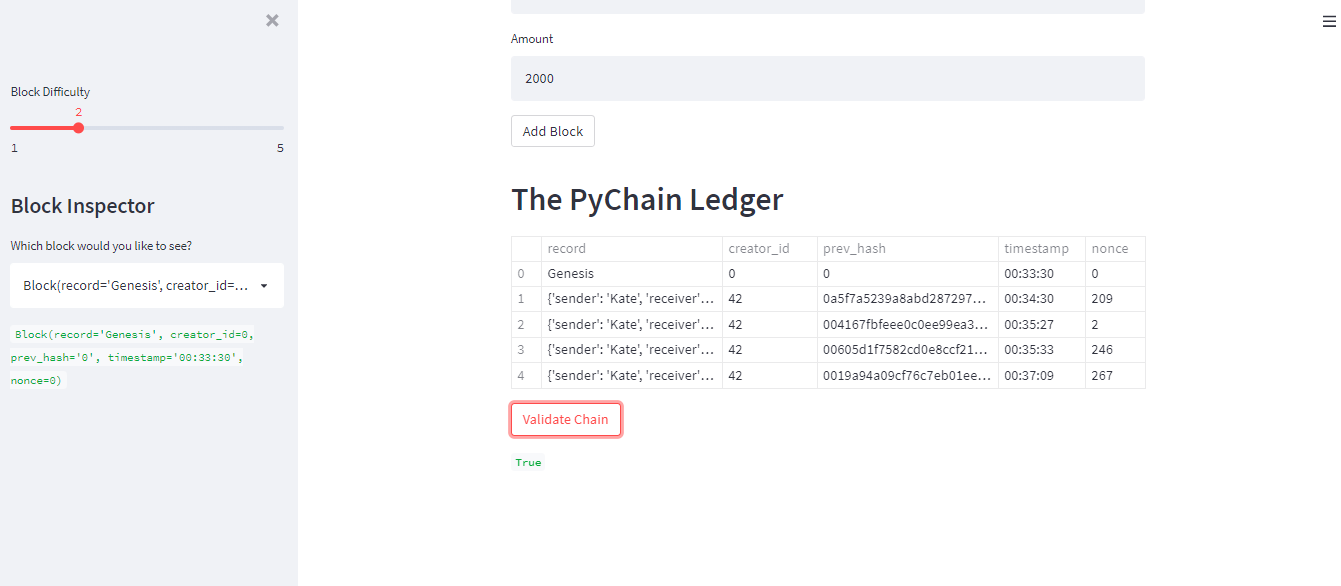 ×
Block Difficulty
2
1 5
Block Inspector
Which block would you like to see?
Block(record='Genesis', creator_id=...
Block(record='Genesis', creator_id=0,
prev_hash='0', timestamp='00:33:30',
nonce=0)
Amount
2000
Add Block
The PyChain Ledger
record creator_id prev_hash timestamp nonce
0 Genesis 0 0 00:33:30 0
1 {'sender': 'Kate', 'receiver'... 42 0a5f7a5239a8abd287297... 00:34:30 209
2 {'sender': 'Kate', 'receiver'... 42 004167fbfeee0c0ee99ea3... 00:35:27 2
3 {'sender': 'Kate', 'receiver'... 42 00605d1f7582cd0e8ccf21... 00:35:33 246
4 {'sender': 'Kate', 'receiver'... 42 0019a94a09cf76c7eb01ee... 00:37:09 267
Validate Chain
True